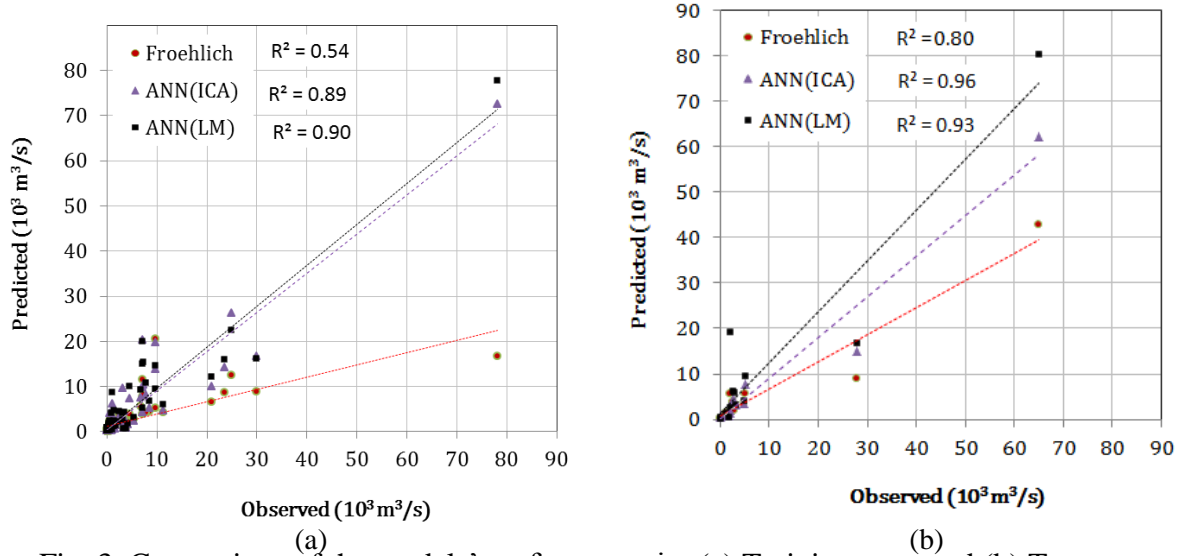 Froehlich R² = 0.54
ANN(ICA) R² = 0.89
ANN(LM) R² = 0.90
Predicted (10³ m³/s)
80
70
60
50
40
30
20
10
0
0 10 20 30 40 50 60 70 80 90
Observed (10³ m³/s)
(a)
Froehlich R² = 0.80
ANN(ICA) R² = 0.96
ANN(LM) R² = 0.93
Predicted (10³ m³/s)
90
80
70
60
50
40
30
20
10
0
0 10 20 30 40 50 60 70 80 90
Observed (10³ m³/s)
(b)